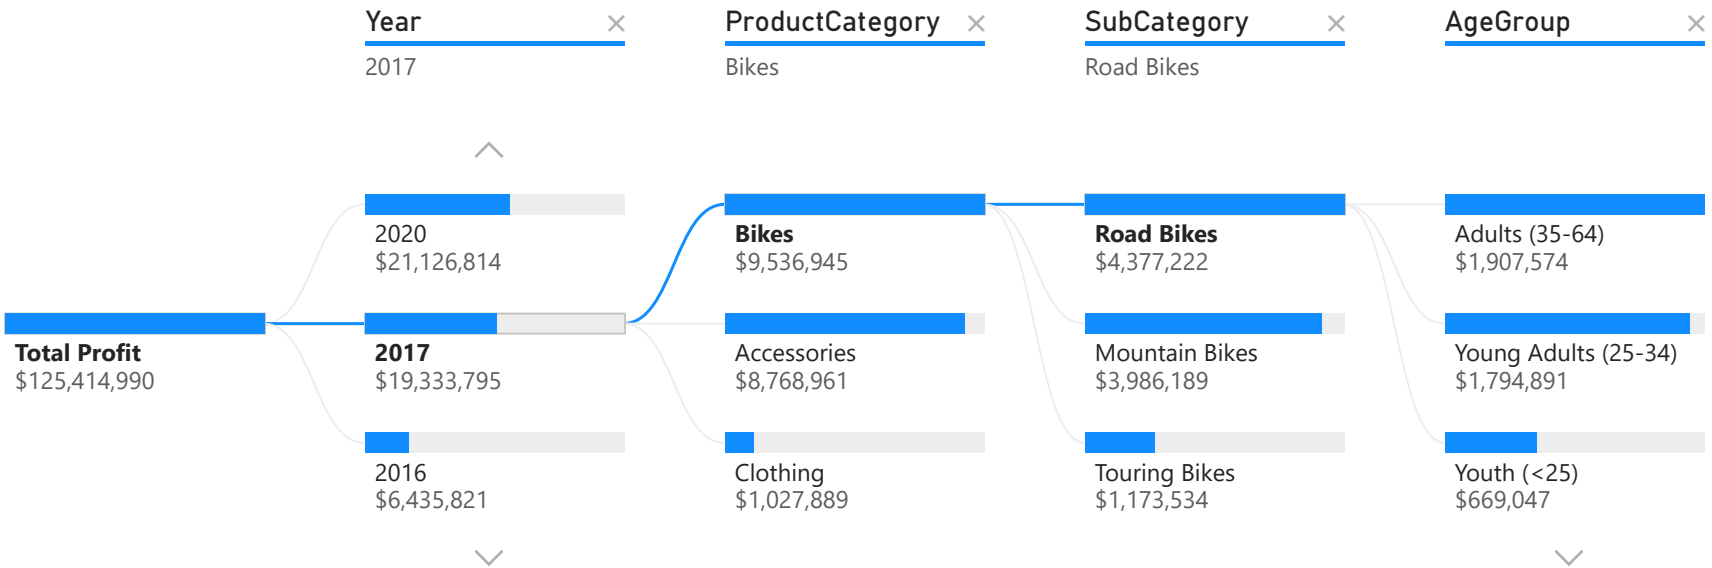 Year
2017
ProductCategory
Bikes
SubCategory
Road Bikes
AgeGroup
Total Profit
$125,414,990
2020
$21,126,814
2017
$19,333,795
2016
$6,435,821
Bikes
$9,536,945
Accessories
$8,768,961
Clothing
$1,027,889
Road Bikes
$4,377,222
Mountain Bikes
$3,986,189
Touring Bikes
$1,173,534
Adults (35-64)
$1,907,574
Young Adults (25-34)
$1,794,891
Youth (<25)
$669,047